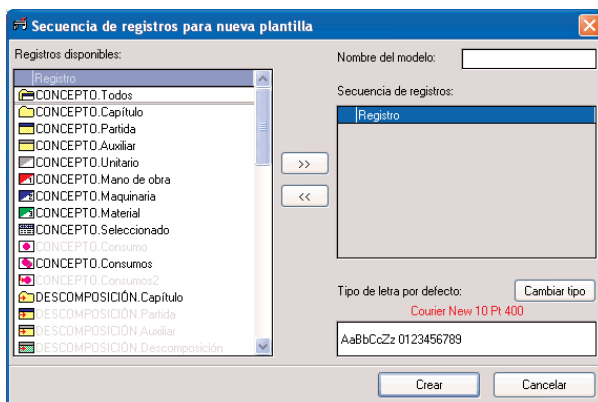 Secuencia de registros para nueva plantilla
Registros disponibles:
Registro
CONCEPTO.Todos
CONCEPTO.Capítulo
CONCEPTO.Partida
CONCEPTO.Auxiliar
CONCEPTO.Unitario
CONCEPTO.Mano de obra
CONCEPTO.Maquinaria
CONCEPTO.Material
CONCEPTO.Seleccionado
CONCEPTO.Consumo
CONCEPTO.Consumos
CONCEPTO.Consumos2
DESCOMPOSICIÓN.Capítulo
DESCOMPOSICIÓN.Partida
DESCOMPOSICIÓN.Auxiliar
DESCOMPOSICIÓN.Descomposición
>>
<<
Nombre del modelo:
Secuencia de registros:
Registro
Tipo de letra por defecto:
Cambiar tipo
Courier New 10 Pt 400
AaBbCcZz 0123456789
Crear
Cancelar